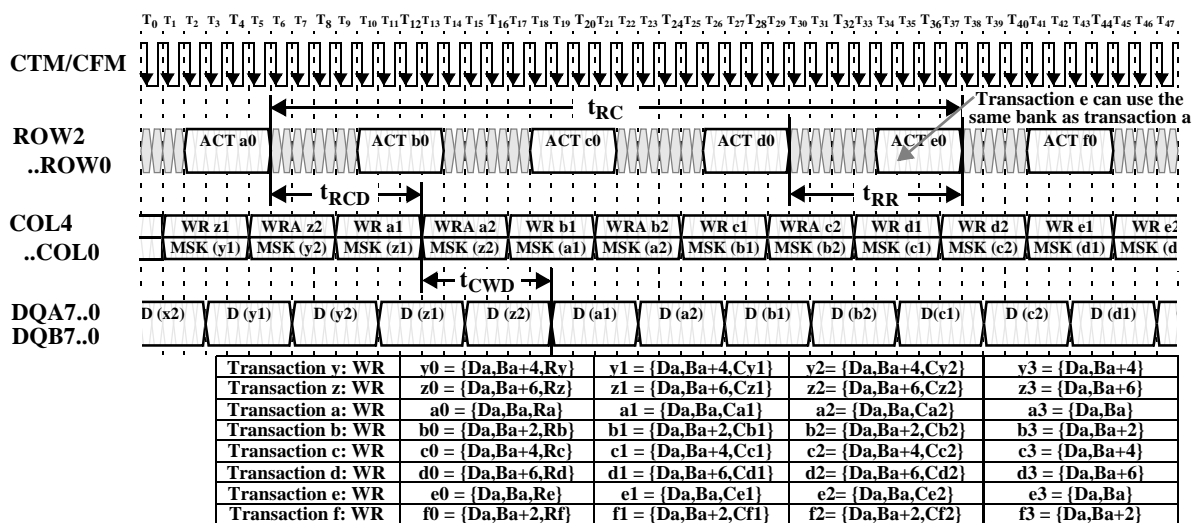 T0 T1 T2 T3 T4 T5 T6 T7 T8 T9 T10 T11 T12 T13 T14 T15 T16 T17 T18 T19 T20 T21 T22 T23 T24 T25 T26 T27 T28 T29 T30 T31 T32 T33 T34 T35 T36 T37 T38 T39 T40 T41 T42 T43 T44 T45 T46 T47
CTM/CFM
tRC
Transaction e can use the
same bank as transaction a
ROW2
..ROW0
ACT a0 ACT b0 ACT c0 ACT d0 ACT e0 ACT f0
tRCD
tRR
COL4
..COL0
WR z1 WRA z2 WR a1 WRA a2 WR b1 WRA b2 WR c1 WRA c2 WR d1 WR d2 WR e1 WR e2
MSK (y1) MSK (y2) MSK (z1) MSK (z2) MSK (a1) MSK (a2) MSK (b1) MSK (b2) MSK (c1) MSK (c2) MSK (d1) MSK (d
tCWD
DQA7..0
DQB7..0
D (x2) D (y1) D (y2) D (z1) D (z2) D (a1) D (a2) D (b1) D (b2) D(c1) D (c2) D (d1)
Transaction y: WR y0 = {Da,Ba+4,Ry} y1 = {Da,Ba+4,Cy1} y2= {Da,Ba+4,Cy2} y3 = {Da,Ba+4}
Transaction z: WR z0 = {Da,Ba+6,Rz} z1 = {Da,Ba+6,Cz1} z2= {Da,Ba+6,Cz2} z3 = {Da,Ba+6}
Transaction a: WR a0 = {Da,Ba,Ra} a1 = {Da,Ba,Ca1} a2= {Da,Ba,Ca2} a3 = {Da,Ba}
Transaction b: WR b0 = {Da,Ba+2,Rb} b1 = {Da,Ba+2,Cb1} b2= {Da,Ba+2,Cb2} b3 = {Da,Ba+2}
Transaction c: WR c0 = {Da,Ba+4,Rc} c1 = {Da,Ba+4,Cc1} c2= {Da,Ba+4,Cc2} c3 = {Da,Ba+4}
Transaction d: WR d0 = {Da,Ba+6,Rd} d1 = {Da,Ba+6,Cd1} d2= {Da,Ba+6,Cd2} d3 = {Da,Ba+6}
Transaction e: WR e0 = {Da,Ba,Re} e1 = {Da,Ba,Ce1} e2= {Da,Ba,Ce2} e3 = {Da,Ba}
Transaction f: WR f0 = {Da,Ba+2,Rf} f1 = {Da,Ba+2,Cf1} f2= {Da,Ba+2,Cf2} f3 = {Da,Ba+2}